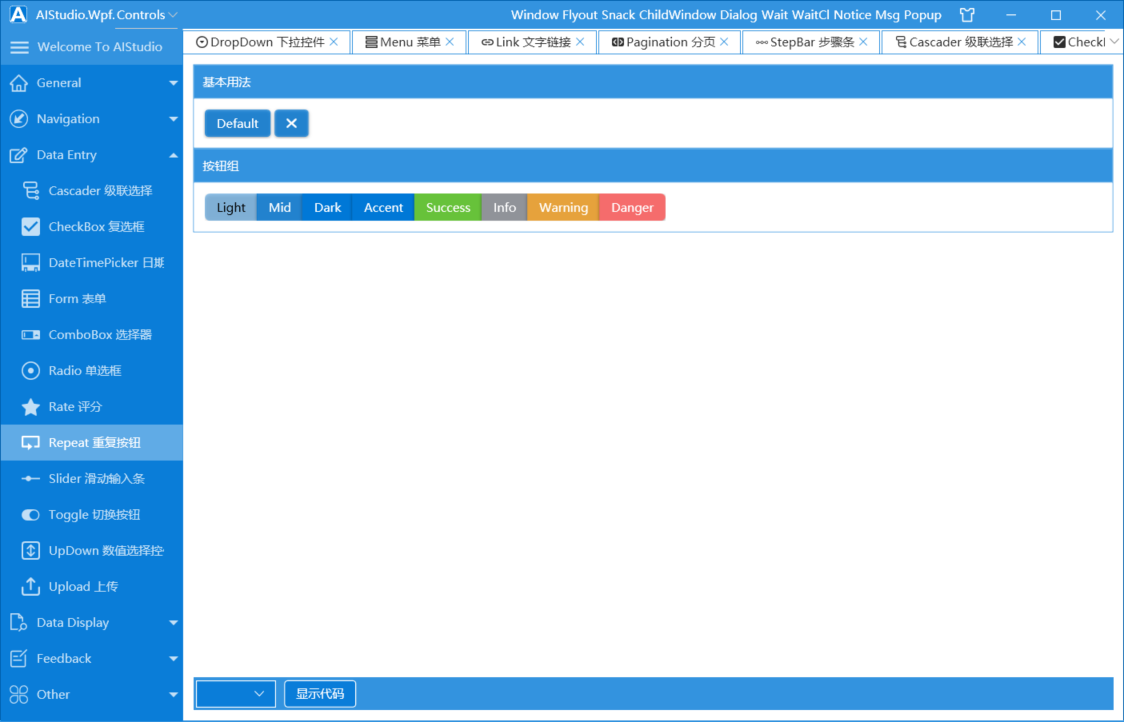 AIStudio.Wpf.Controls
Window Flyout Snack ChildWindow Dialog Wait WaitCl Notice Msg Popup
Welcome To AIStudio
DropDown 下拉控件
Menu 菜单
Link 文字链接
Pagination 分页
StepBar 步骤条
Cascader 级联选择
General
Navigation
Data Entry
Cascader 级联选择
CheckBox 复选框
DateTimePicker 日期
Form 表单
ComboBox 选择器
Radio 单选框
Rate 评分
Repeat 重复按钮
Slider 滑动输入条
Toggle 切换按钮
UpDown 数值选择控
Upload 上传
Data Display
Feedback
Other
基本用法
Default
按钮组
Light Mid Dark Accent Success Info Warning Danger
显示代码